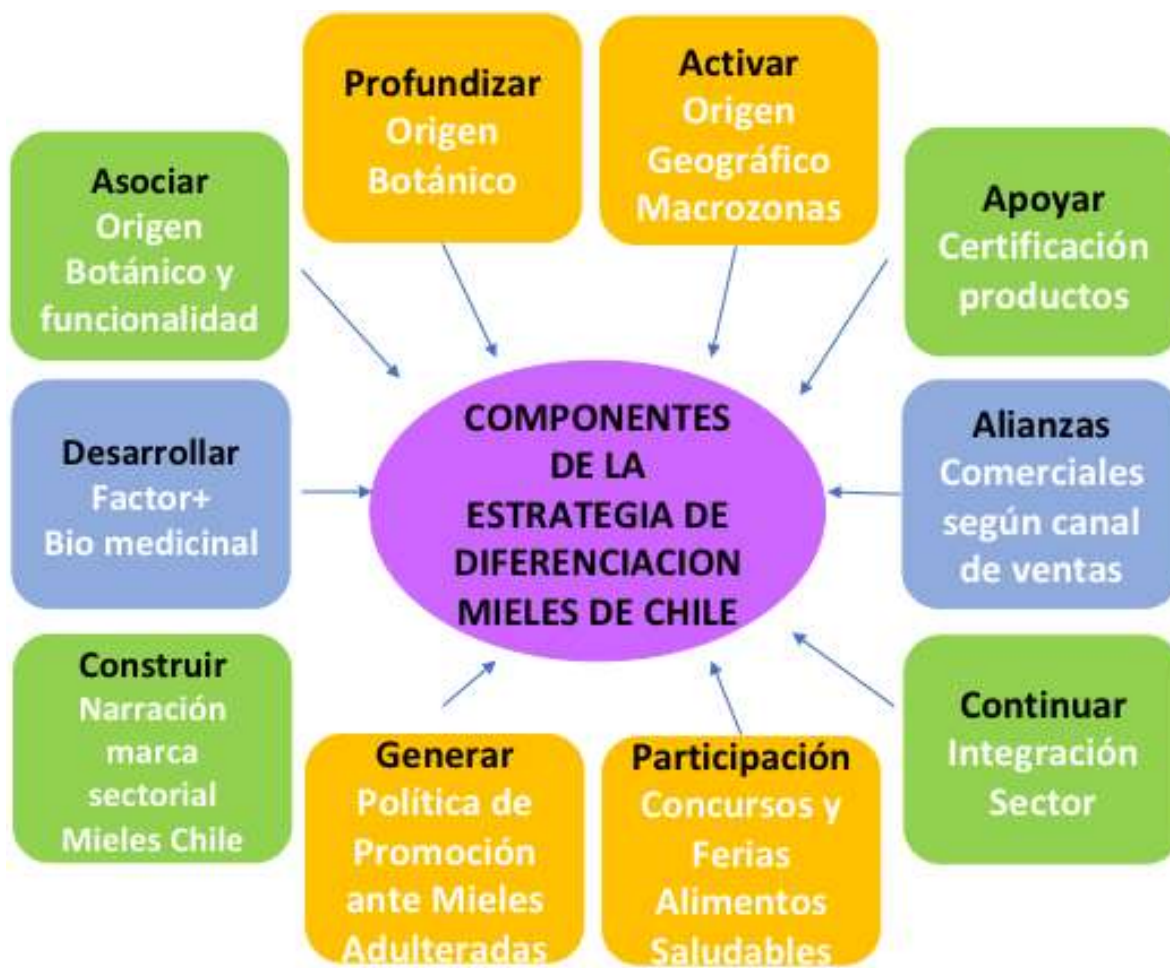 Profundizar
Origen
Botánico
Activar
Origen
Geográfico
Macrozonas
Asociar
Origen
Botánico y
funcionalidad
Apoyar
Certificación
productos
COMPONENTES
DE LA
ESTRATEGIA DE
DIFERENCIACION
MIELES DE CHILE
Desarrollar
Factor+
Bio medicinal
Alianzas
Comerciales
según canal
de ventas
Construir
Narración
marca
sectorial
Mieles Chile
Generar
Política de
Promoción
ante Mieles
Adulteradas
Participación
Concursos y
Ferias
Alimentos
Saludables
Continuar
Integración
Sector